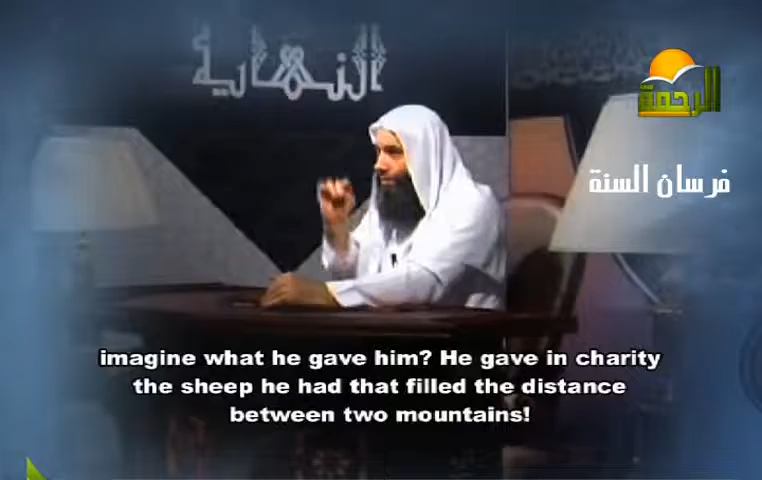 النهاية
الرحمة
فرسان السنة
imagine what he gave him? He gave in charity
the sheep he had that filled the distance
between two mountains!